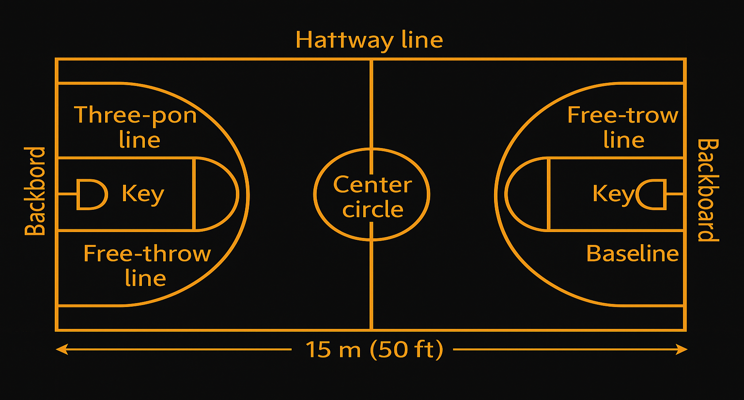 Hattway line
Three-pon
line
Free-trow
line
Backbord
Key
Center
circle
Key
Backboard
Free-throw
line
Baseline
15 m (50 ft)